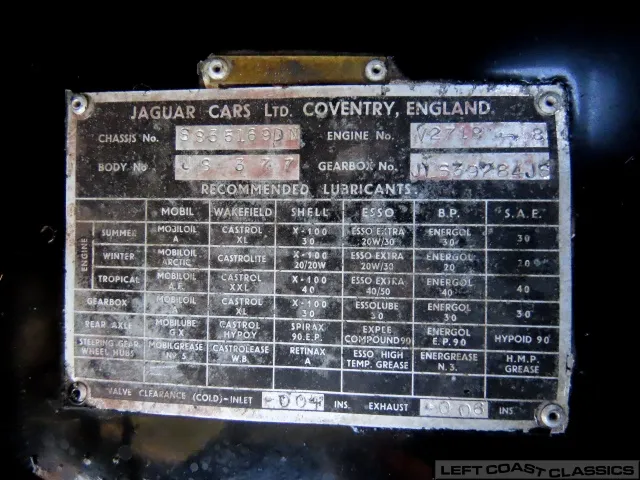 JAGUAR CARS LTD. COVENTRY, ENGLAND.
CHASSIS No. ENGINE No.
BODY No GEARBOX No.
RECOMMENDED LUBRICANTS.
MOBIL WAKEFIELD SHELL ESSO B.P. S.A.E.
ENGINE
SUMMER MOBILOIL A CASTROL XL X-100 30 ESSO EXTRA 20W/30 ENERGOL 30 30
WINTER MOBILOIL ARCTIC CASTROLITE X-100 20/20W ESSO EXTRA 20W/30 ENERGOL 20 20
TROPICAL MOBILOIL A.F. CASTROL XXL X-100 40 ESSO EXTRA 40/50 ENERGOL 40 40
GEARBOX MOBILOIL A CASTROL XL X-100 30 ESSOLUBE 30 ENERGOL 30 30
REAR AXLE MOBILUBE GX CASTROL HYPOY SPIRAX 90.E.P. EXPEE COMPOUND 90 ENERGOL E.P.90 HYPOID 90
STEERING GEAR WHEEL HUBS MOBILGREASE No 5 CASTROLEASE W.B. RETINAX A ESSO HIGH TEMP. GREASE ENERGREASE N.3. H.M.P. GREASE
VALVE CLEARANCE (COLD)-INLET ·004 INS. EXHAUST ·006 INS.
LEFT COAST CLASSICS